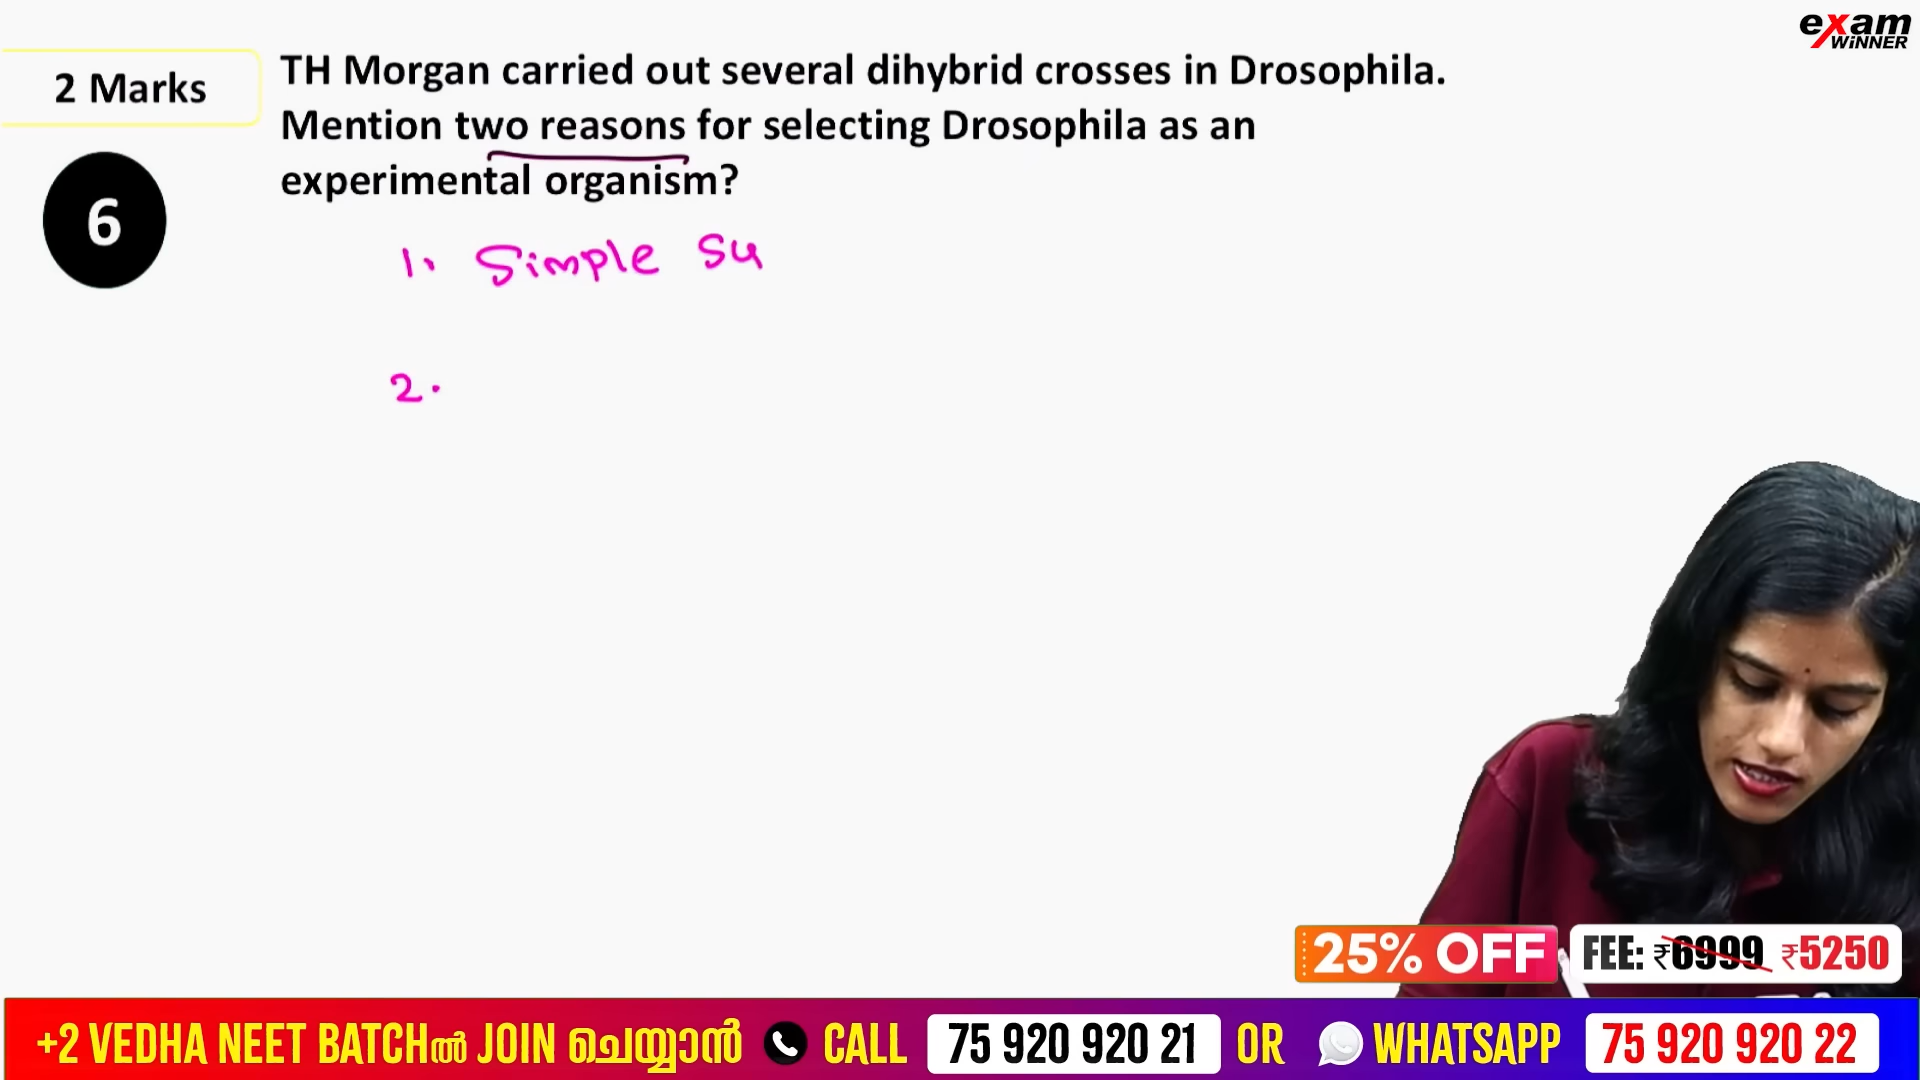 exam
WiNNER
2 Marks
TH Morgan carried out several dihybrid crosses in Drosophila.
Mention two reasons for selecting Drosophila as an
experimental organism?
6
1. Simple Sy
2.
25% OFF FEE: ₹6999 ₹5250
+2 VEDHA NEET BATCHൽ JOIN ചെയ്യാൻ CALL 75 920 920 21 OR WHATSAPP 75 920 920 22